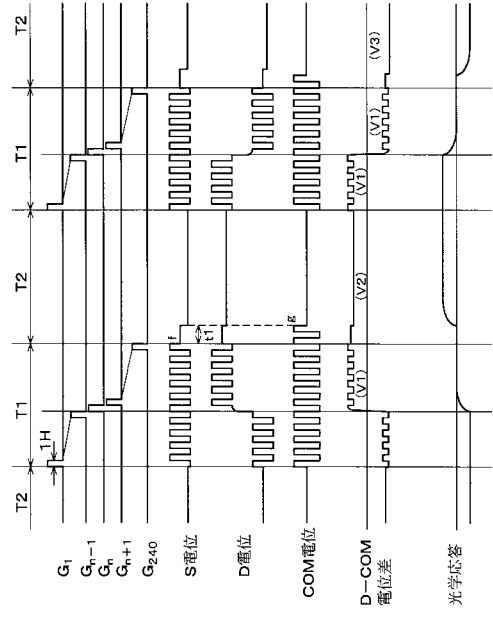 T2
T1
T2
T1
T2
1H
G1
Gn−1
Gn
Gn+1
G240
S電位
f
t1
D電位
COM電位
g
D−COM
電位差
(V1)
(V2)
(V1)
(V1)
(V3)
光学応答